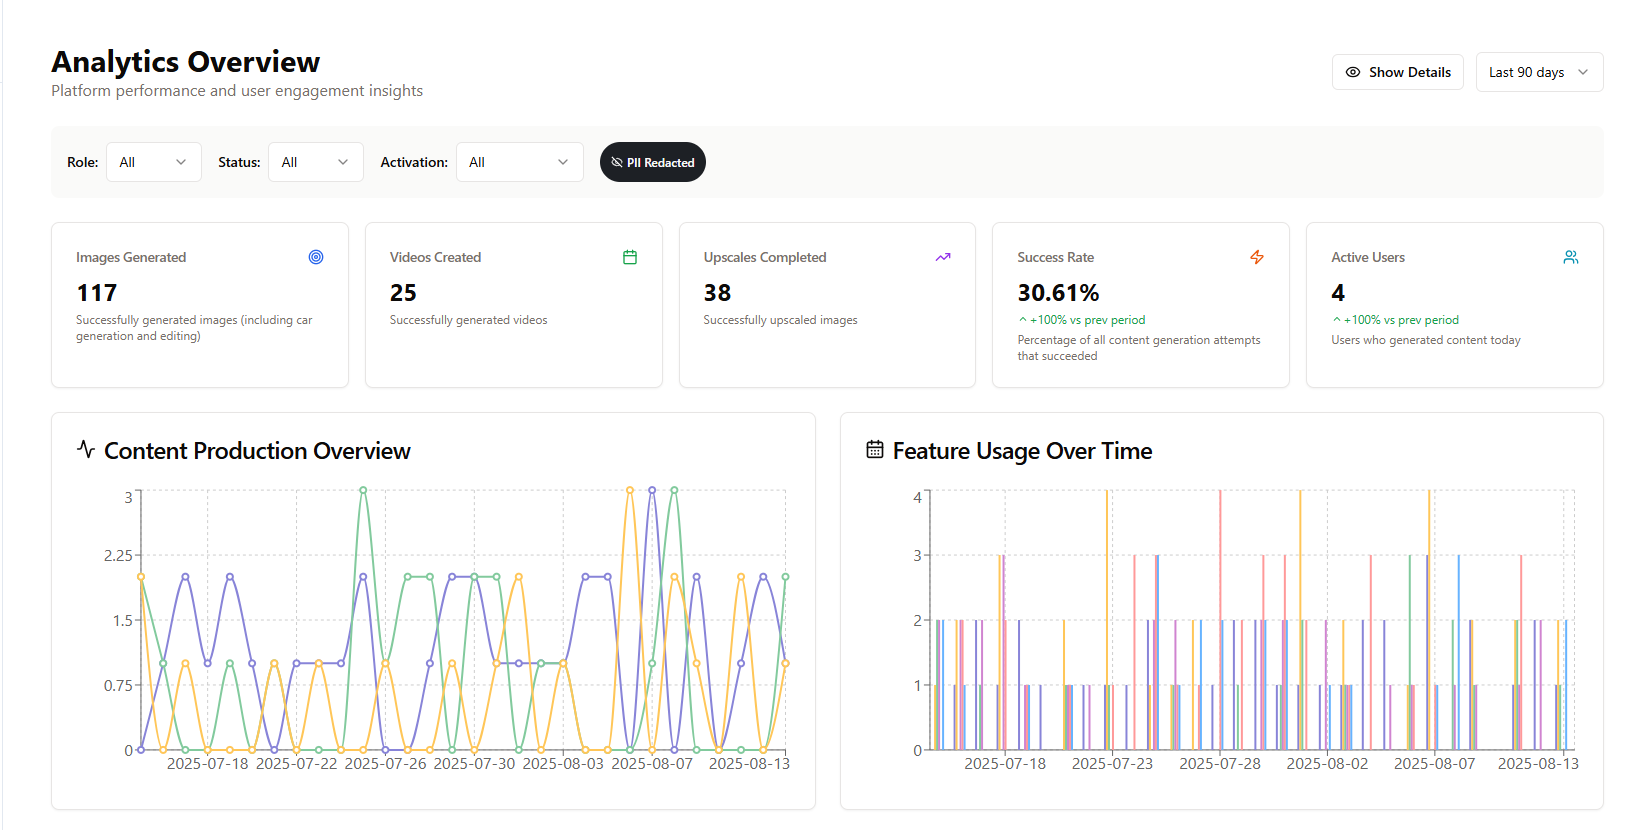 Analytics Overview
Platform performance and user engagement insights
Show Details
Last 90 days
Role:
All
Status:
All
Activation:
All
PII Redacted
Images Generated
117
Successfully generated images (including car
generation and editing)
Videos Created
25
Successfully generated videos
Upscales Completed
38
Successfully upscaled images
Success Rate
30.61%
+100% vs prev period
Percentage of all content generation attempts
that succeeded
Active Users
4
+100% vs prev period
Users who generated content today
Content Production Overview
3
2.25
1.5
0.75
0
2025-07-18 2025-07-22 2025-07-26 2025-07-30 2025-08-03 2025-08-07 2025-08-13
Feature Usage Over Time
4
3
2
1
0
2025-07-18 2025-07-23 2025-07-28 2025-08-02 2025-08-07 2025-08-13